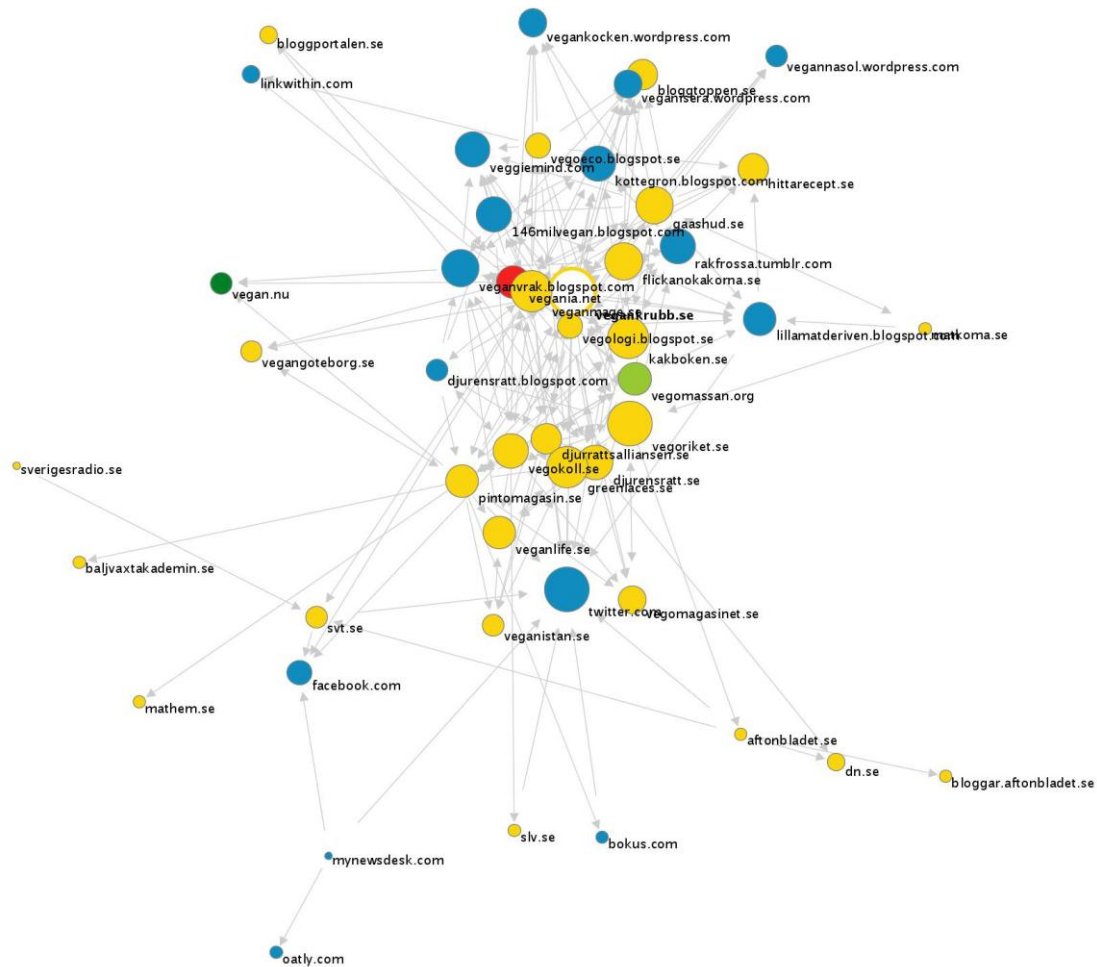 vegankocken.wordpress.com
bloggportalen.se
vegannasol.wordpress.com
linkwithin.com
bloggtoppen.se
veganisera.wordpress.com
vegoeco.blogspot.se
veggiemind.com
kottegron.blogspot.com
hittarecept.se
gaashud.se
146milvegan.blogspot.com
rakfrossa.tumblr.com
flickanokakorna.se
veganvrak.blogspot.com
vegan.nu
vegania.net
vegankrubb.se
lillamatderiven.blogspot.com
matkoma.se
vegologi.blogspot.se
vegangoteborg.se
kakboken.se
djurensratt.blogspot.com
vegomassan.org
vegoriket.se
djurrattsalliansen.se
sverigesradio.se
vegokoll.se
djurensratt.se
greenlaces.se
pintomagasin.se
veganlife.se
baljvaxtakademin.se
twitter.com
vegomagasinet.se
svt.se
veganistan.se
facebook.com
mathem.se
aftonbladet.se
dn.se
bloggar.aftonbladet.se
slv.se
bokus.com
mynewsdesk.com
oatly.com